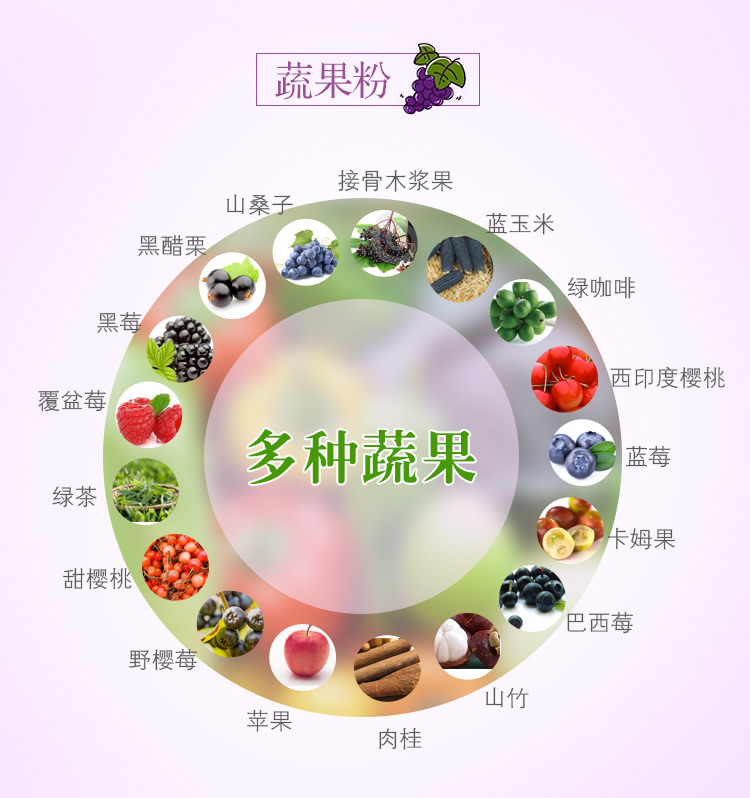 蔬果粉
接骨木浆果
蓝玉米
绿咖啡
西印度樱桃
蓝莓
卡姆果
巴西莓
山竹
肉桂
苹果
野樱莓
甜樱桃
绿茶
覆盆莓
黑莓
黑醋栗
山桑子
多种蔬果